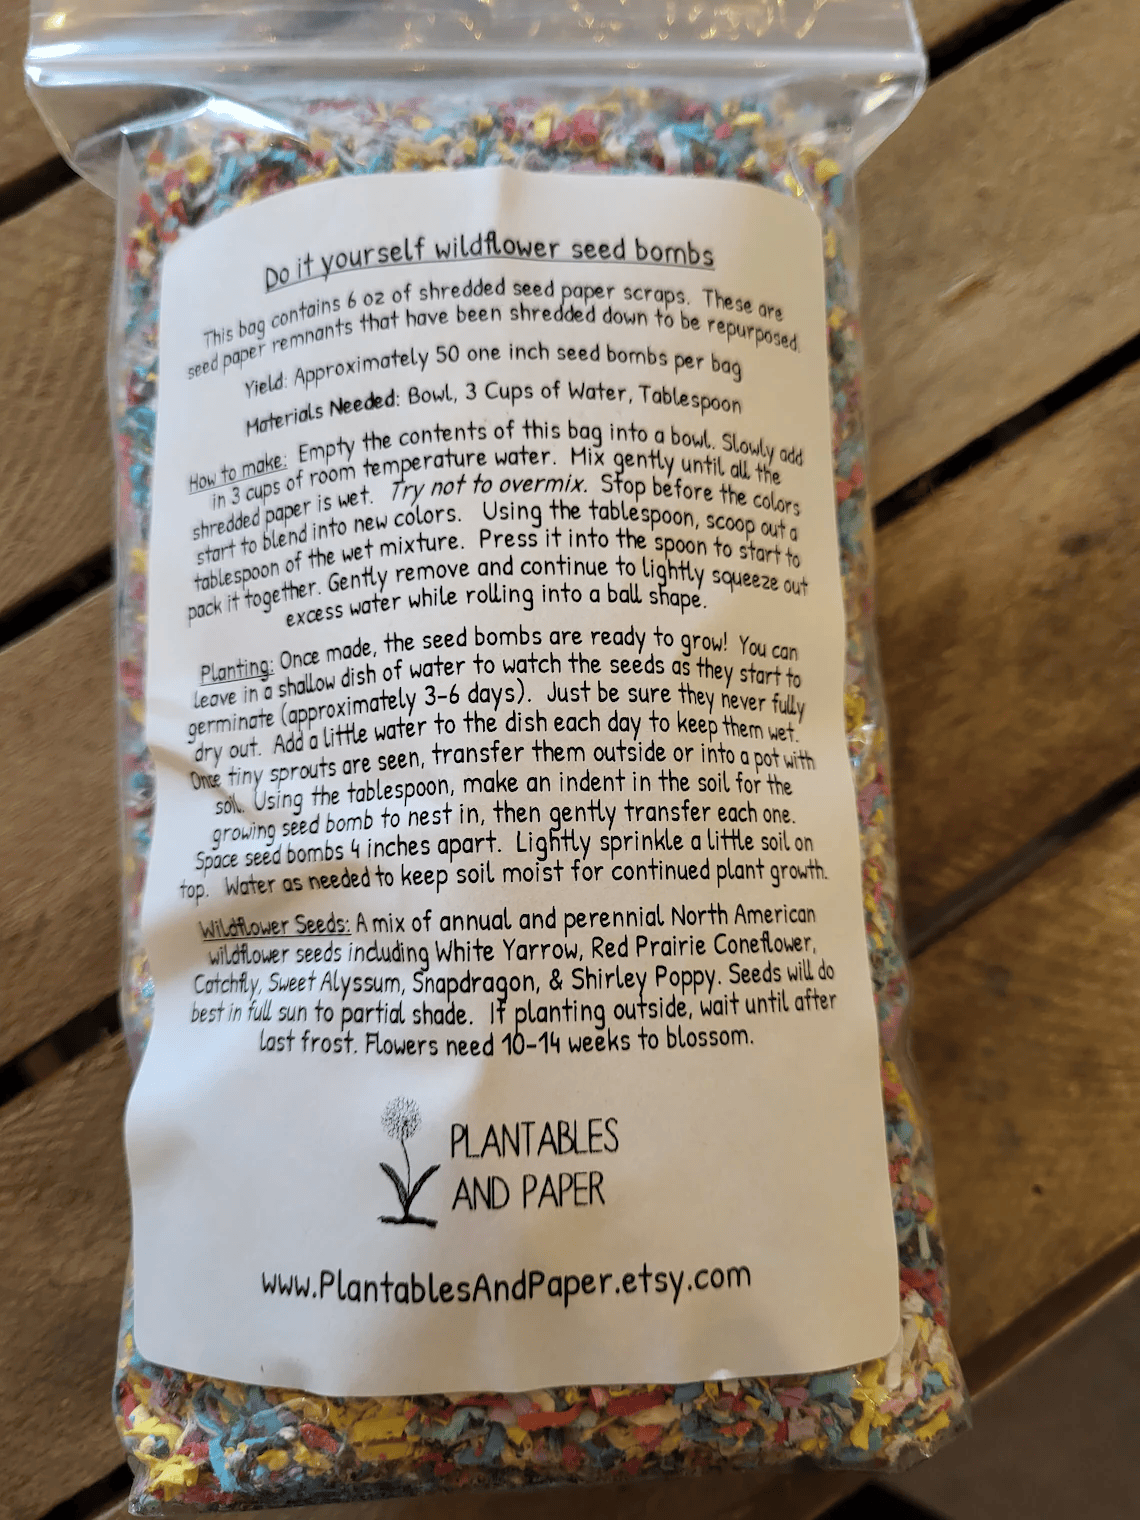 Do it yourself wildflower seed bombs
This bag contains 6 oz of shredded seed paper scraps. These are
seed paper remnants that have been shredded down to be repurposed.
Yield: Approximately 50 one inch seed bombs per bag
Materials Needed: Bowl, 3 Cups of Water, Tablespoon
How to make: Empty the contents of this bag into a bowl. Slowly add
in 3 cups of room temperature water. Mix gently until all the
shredded paper is wet. Try not to overmix. Stop before the colors
start to blend into new colors. Using the tablespoon, scoop out a
tablespoon of the wet mixture. Press it into the spoon to start to
pack it together. Gently remove and continue to lightly squeeze out
excess water while rolling into a ball shape.
Planting: Once made, the seed bombs are ready to grow! You can
leave in a shallow dish of water to watch the seeds as they start to
germinate (approximately 3-6 days). Just be sure they never fully
dry out. Add a little water to the dish each day to keep them wet.
Once tiny sprouts are seen, transfer them outside or into a pot with
soil. Using the tablespoon, make an indent in the soil for the
growing seed bomb to nest in, then gently transfer each one.
Space seed bombs 4 inches apart. Lightly sprinkle a little soil on
top. Water as needed to keep soil moist for continued plant growth.
Wildflower Seeds: A mix of annual and perennial North American
wildflower seeds including White Yarrow, Red Prairie Coneflower,
Catchfly, Sweet Alyssum, Snapdragon, & Shirley Poppy. Seeds will do
best in full sun to partial shade. If planting outside, wait until after
last frost. Flowers need 10-14 weeks to blossom.
PLANTABLES
AND PAPER
www.PlantablesAndPaper.etsy.com